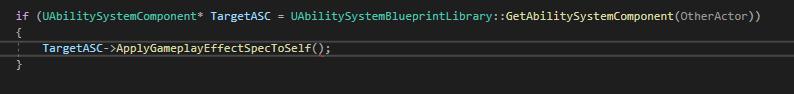 if (UAbilitySystemComponent* TargetASC = UAbilitySystemBlueprintLibrary::GetAbilitySystemComponent(OtherActor))
{
    TargetASC->ApplyGameplayEffectSpecToSelf();
}